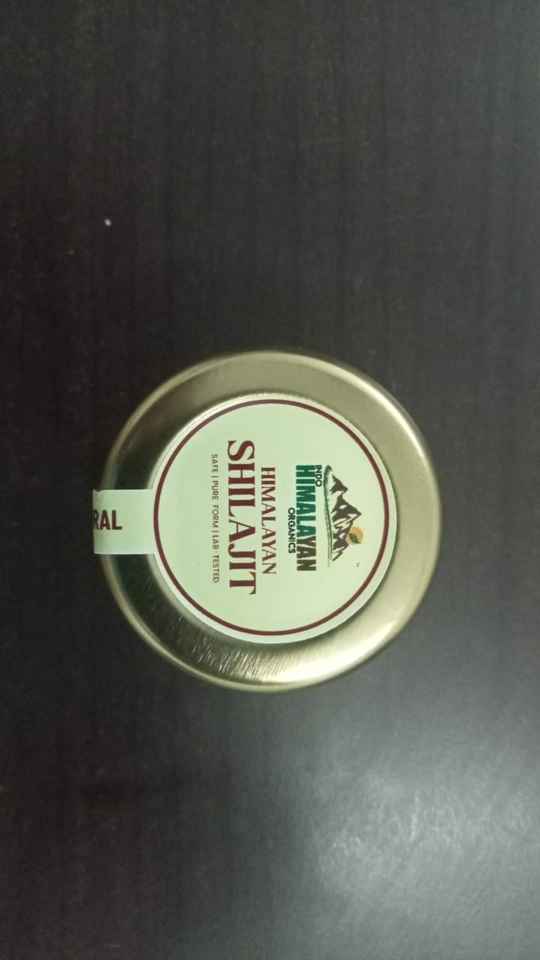 INDO
HIMALAYAN
ORGANICS
HIMALAYAN
SHILAJIT
SAFE | PURE FORM | LAB-TESTED
RAL